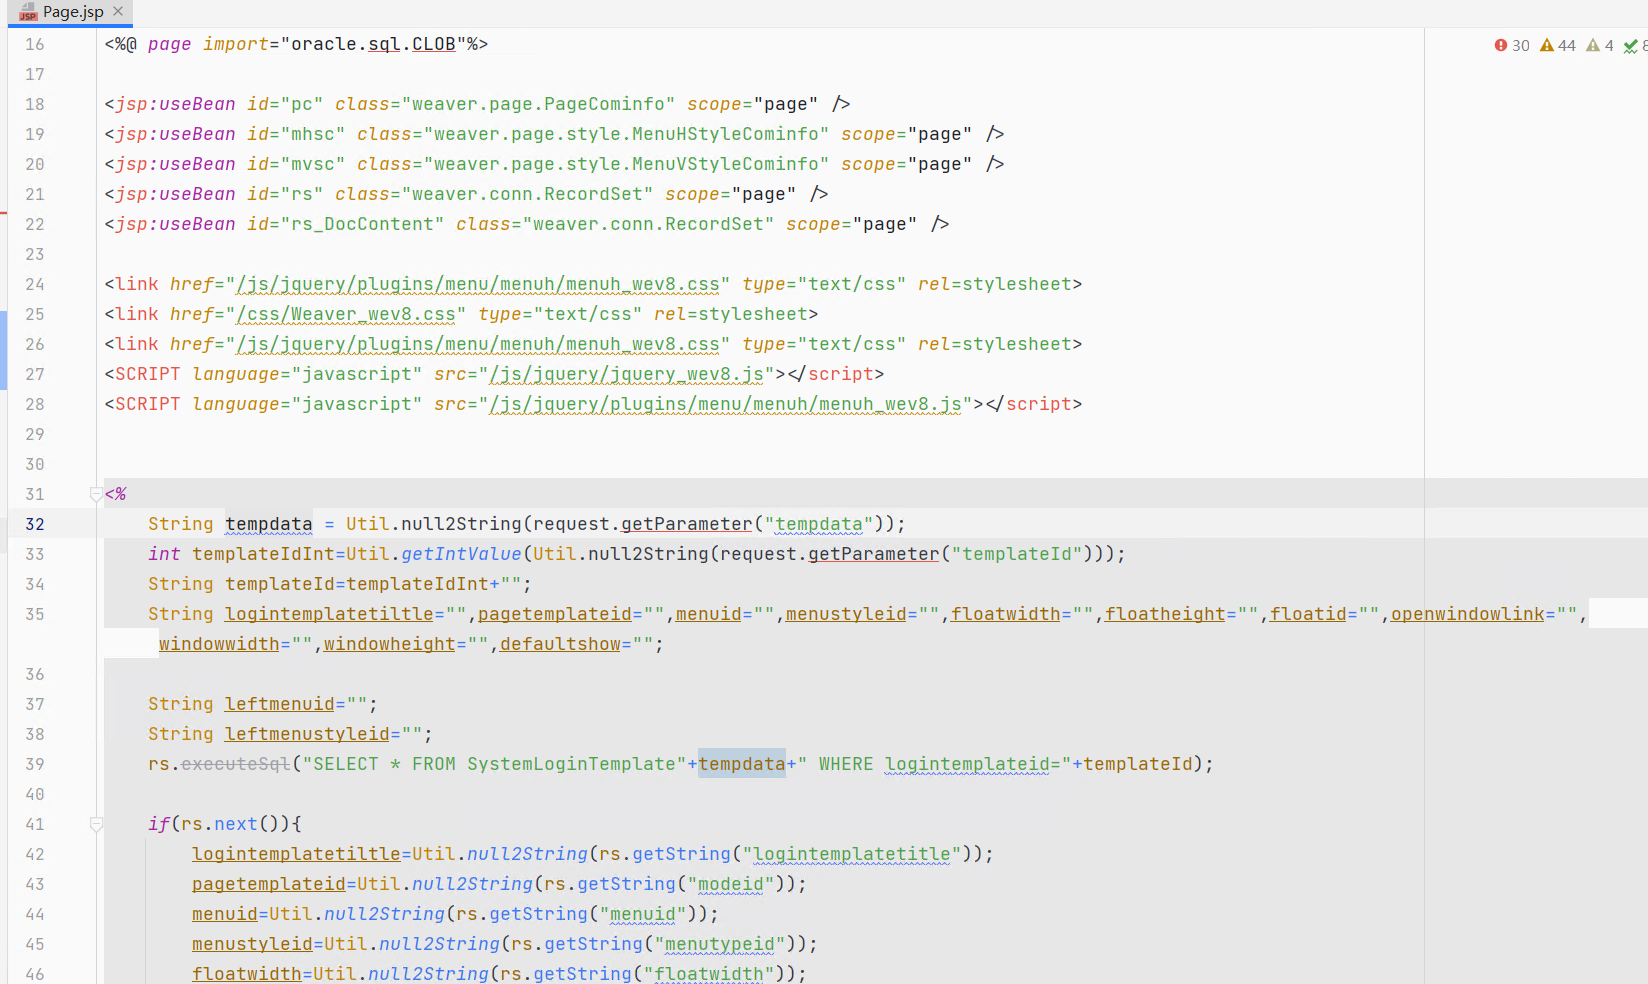 Page.jsp
30 44 4 8
16 <%@ page import="oracle.sql.CLOB"%>
17
18 <jsp:useBean id="pc" class="weaver.page.PageCominfo" scope="page" />
19 <jsp:useBean id="mhsc" class="weaver.page.style.MenuHStyleCominfo" scope="page" />
20 <jsp:useBean id="mvsc" class="weaver.page.style.MenuVStyleCominfo" scope="page" />
21 <jsp:useBean id="rs" class="weaver.conn.RecordSet" scope="page" />
22 <jsp:useBean id="rs_DocContent" class="weaver.conn.RecordSet" scope="page" />
23
24 <link href="/js/jquery/plugins/menu/menuh/menuh_wev8.css" type="text/css" rel=stylesheet>
25 <link href="/css/Weaver_wev8.css" type="text/css" rel=stylesheet>
26 <link href="/js/jquery/plugins/menu/menuh/menuh_wev8.css" type="text/css" rel=stylesheet>
27 <SCRIPT language="javascript" src="/js/jquery/jquery_wev8.js"></script>
28 <SCRIPT language="javascript" src="/js/jquery/plugins/menu/menuh/menuh_wev8.js"></script>
29
30
31 <%
32 String tempdata = Util.null2String(request.getParameter("tempdata"));
33 int templateIdInt=Util.getIntValue(Util.null2String(request.getParameter("templateId")));
34 String templateId=templateIdInt+"";
35 String logintemplatetiltle="",pagetemplateid="",menuid="",menustyleid="",floatwidth="",floatheight="",floatid="",openwindowlink="",
windowwidth="",windowheight="",defaultshow="";
36
37 String leftmenuid="";
38 String leftmenustyleid="";
39 rs.executeSql("SELECT * FROM SystemLoginTemplate"+tempdata+" WHERE logintemplateid="+templateId);
40
41 if(rs.next()){
42 logintemplatetiltle=Util.null2String(rs.getString("logintemplatetitle"));
43 pagetemplateid=Util.null2String(rs.getString("modeid"));
44 menuid=Util.null2String(rs.getString("menuid"));
45 menustyleid=Util.null2String(rs.getString("menutypeid"));
46 floatwidth=Util.null2String(rs.getString("floatwidth"));